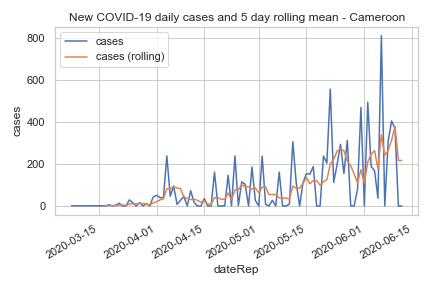 New COVID-19 daily cases and 5 day rolling mean - Cameroon
cases
cases (rolling)
800
600
400
200
0
cases
2020-03-15
2020-04-01
2020-04-15
2020-05-01
2020-05-15
2020-06-01
2020-06-15
dateRep